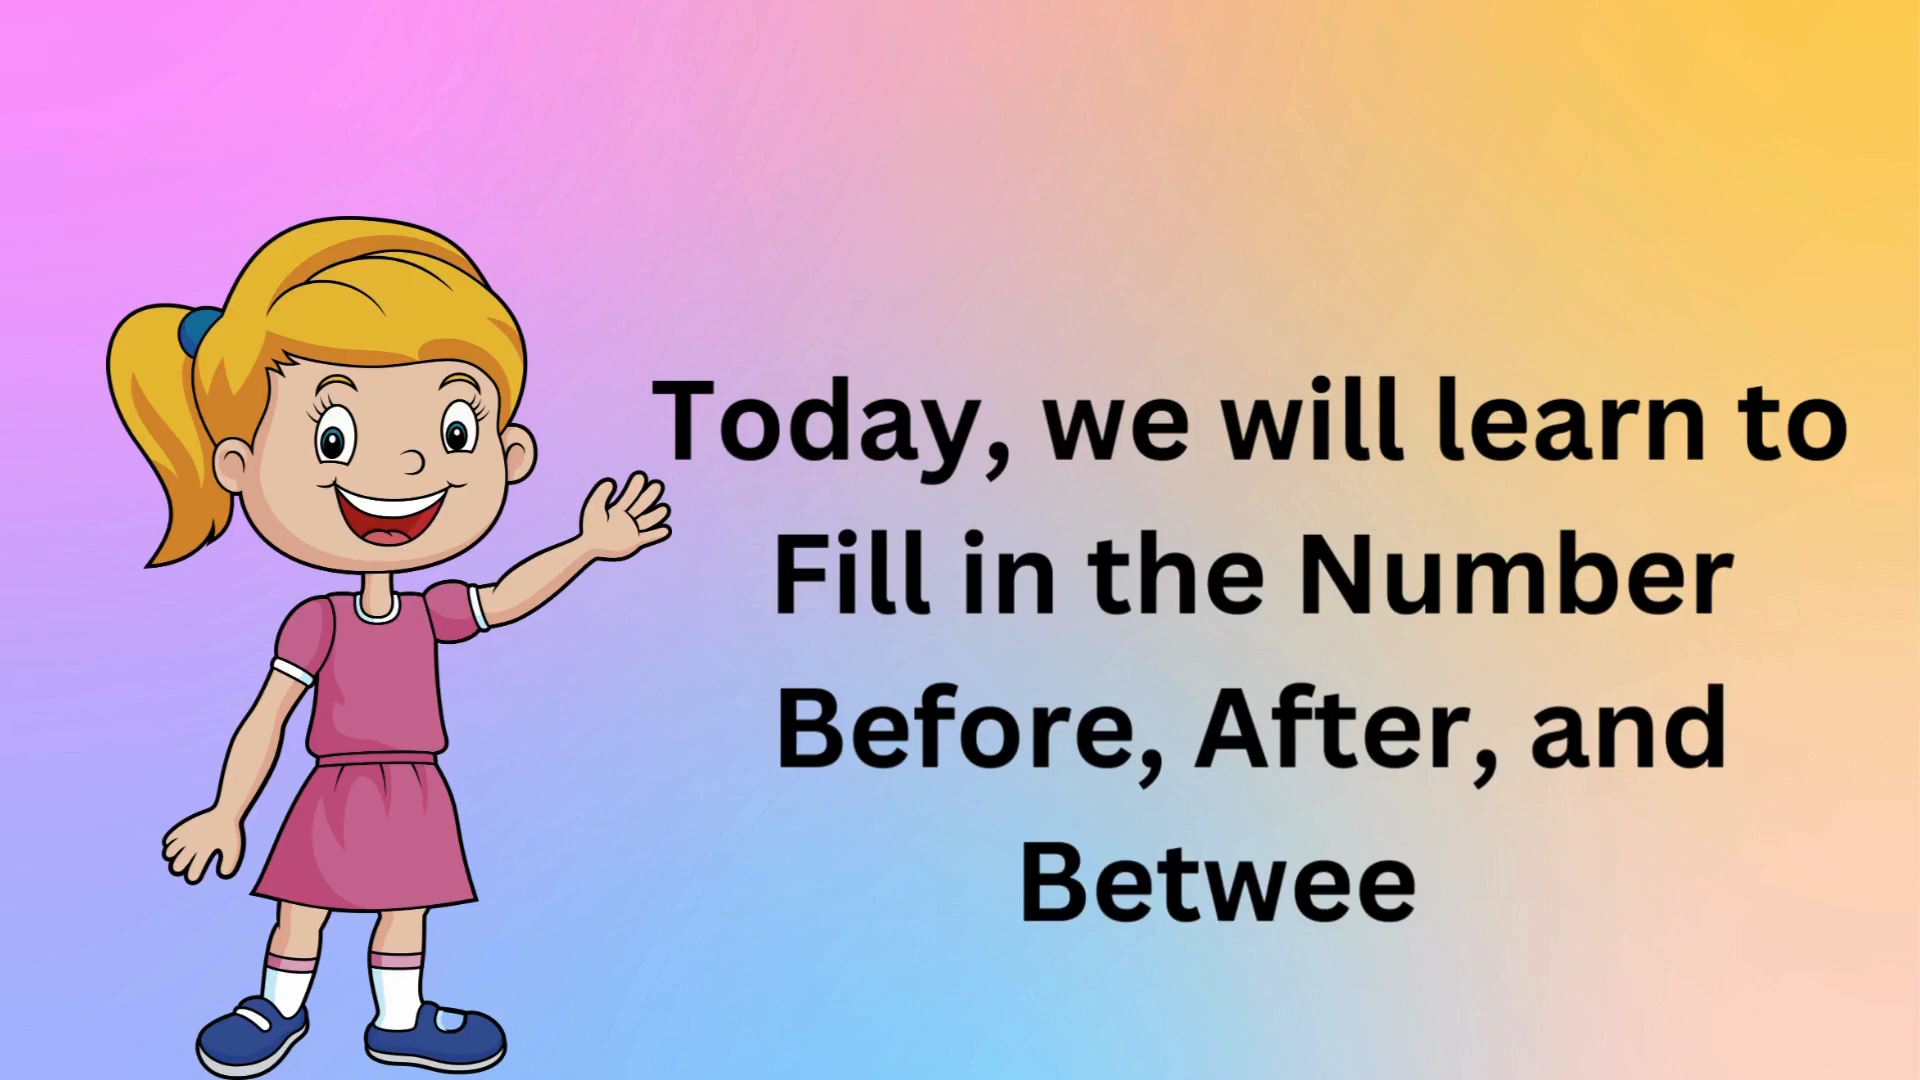 Today, we will learn to
Fill in the Number
Before, After, and
Betwee